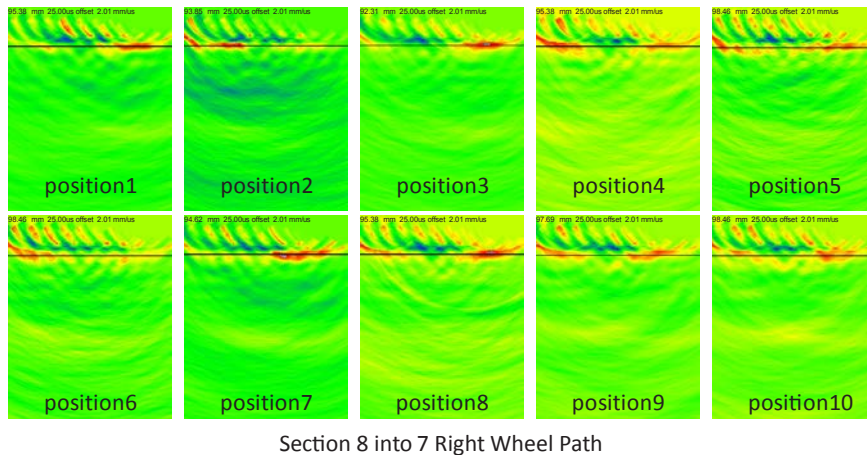 95.38 mm 25.00us offset 2.01 mm/us
93.85 mm 25.00us offset 2.01 mm/us
92.31 mm 25.00us offset 2.01 mm/us
95.38 mm 25.00us offset 2.01 mm/us
98.46 mm 25.00us offset 2.01 mm/us
position1
position2
position3
position4
position5
98.46 mm 25.00us offset 2.01 mm/us
94.62 mm 25.00us offset 2.01 mm/us
95.38 mm 25.00us offset 2.01 mm/us
97.69 mm 25.00us offset 2.01 mm/us
98.46 mm 25.00us offset 2.01 mm/us
position6
position7
position8
position9
position10
Section 8 into 7 Right Wheel Path